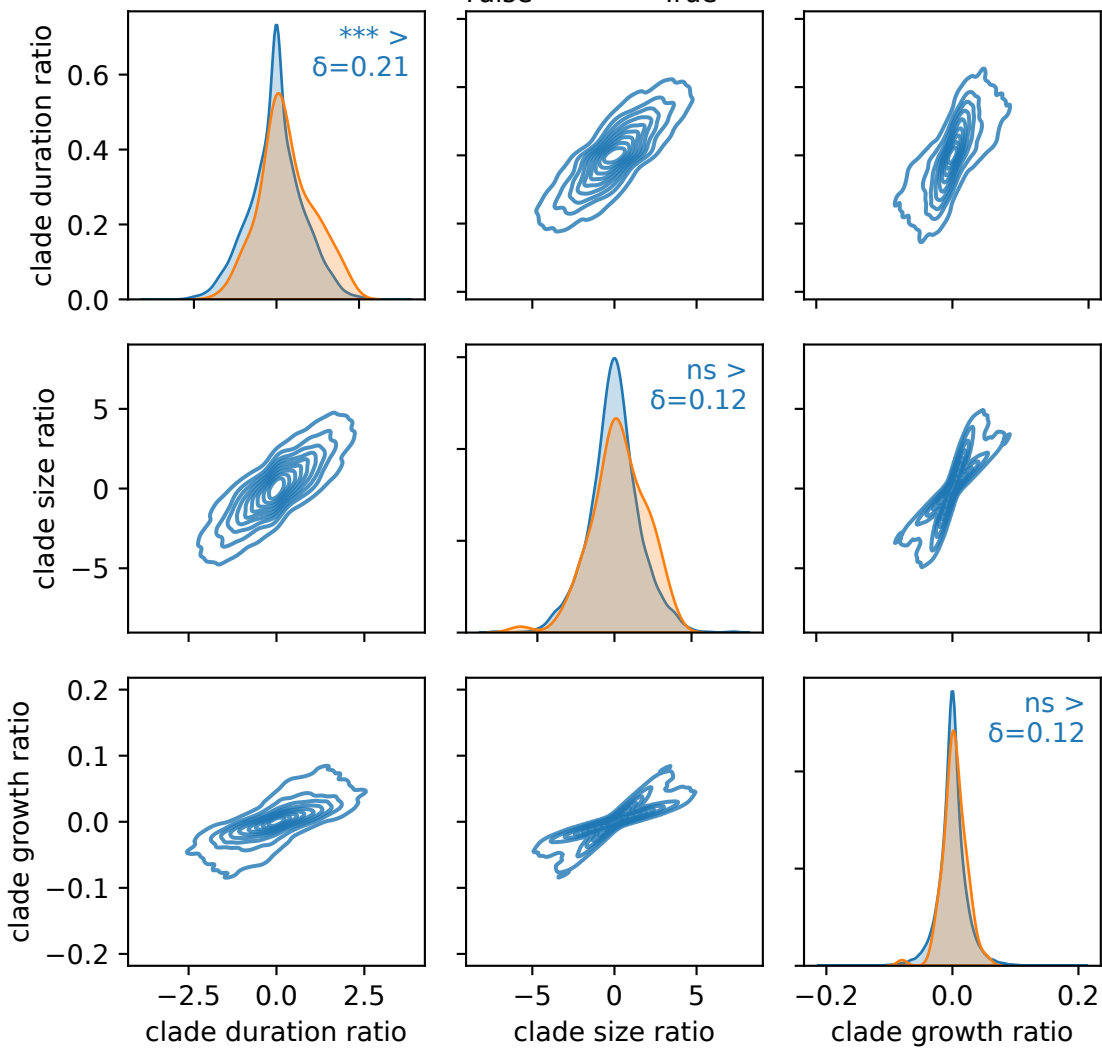 clade duration ratio
0.6
0.4
0.2
0.0
*** >
δ=0.21
clade size ratio
5
0
−5
ns >
δ=0.12
clade growth ratio
0.2
0.1
0.0
−0.1
−0.2
ns >
δ=0.12
−2.5 0.0 2.5
clade duration ratio
−5 0 5
clade size ratio
−0.2 0.0 0.2
clade growth ratio